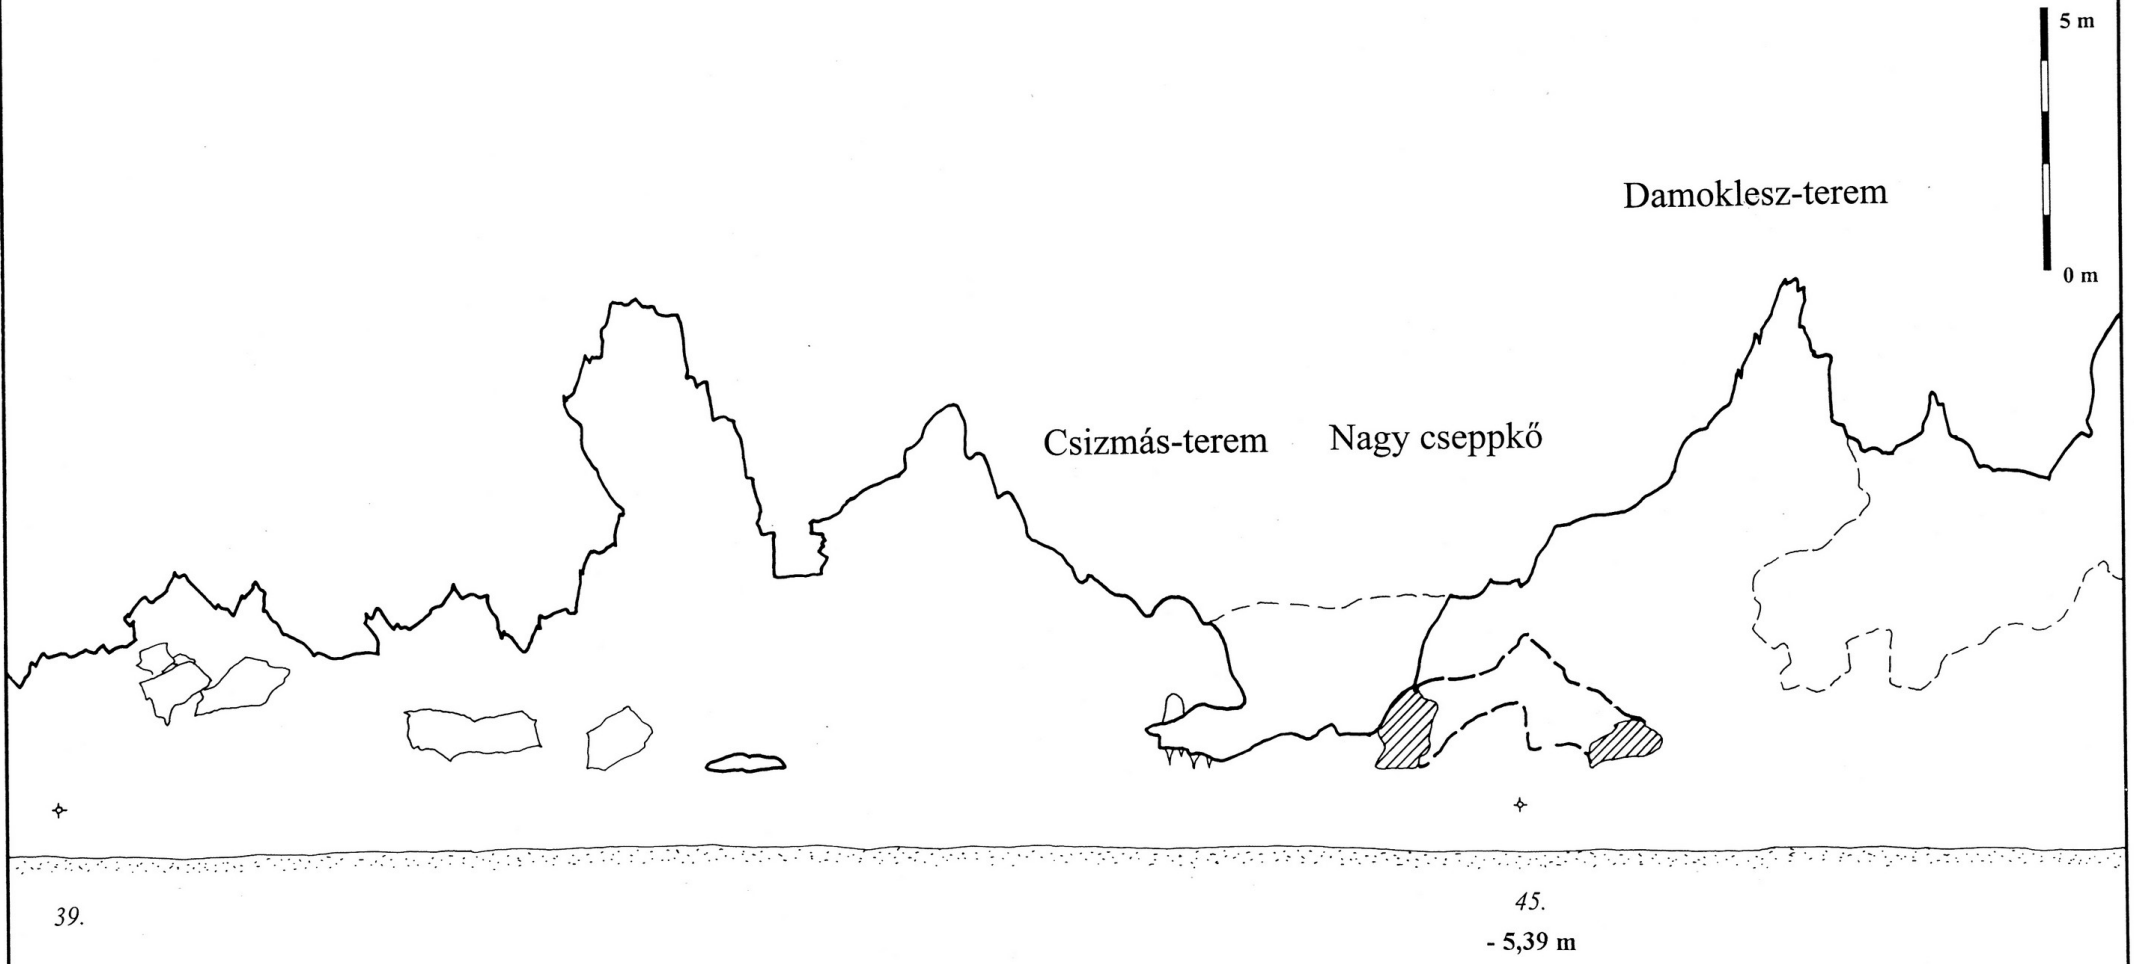 5 m
Damoklesz-terem
0 m
Csizmás-terem
Nagy cseppkő
39.
45.
- 5,39 m